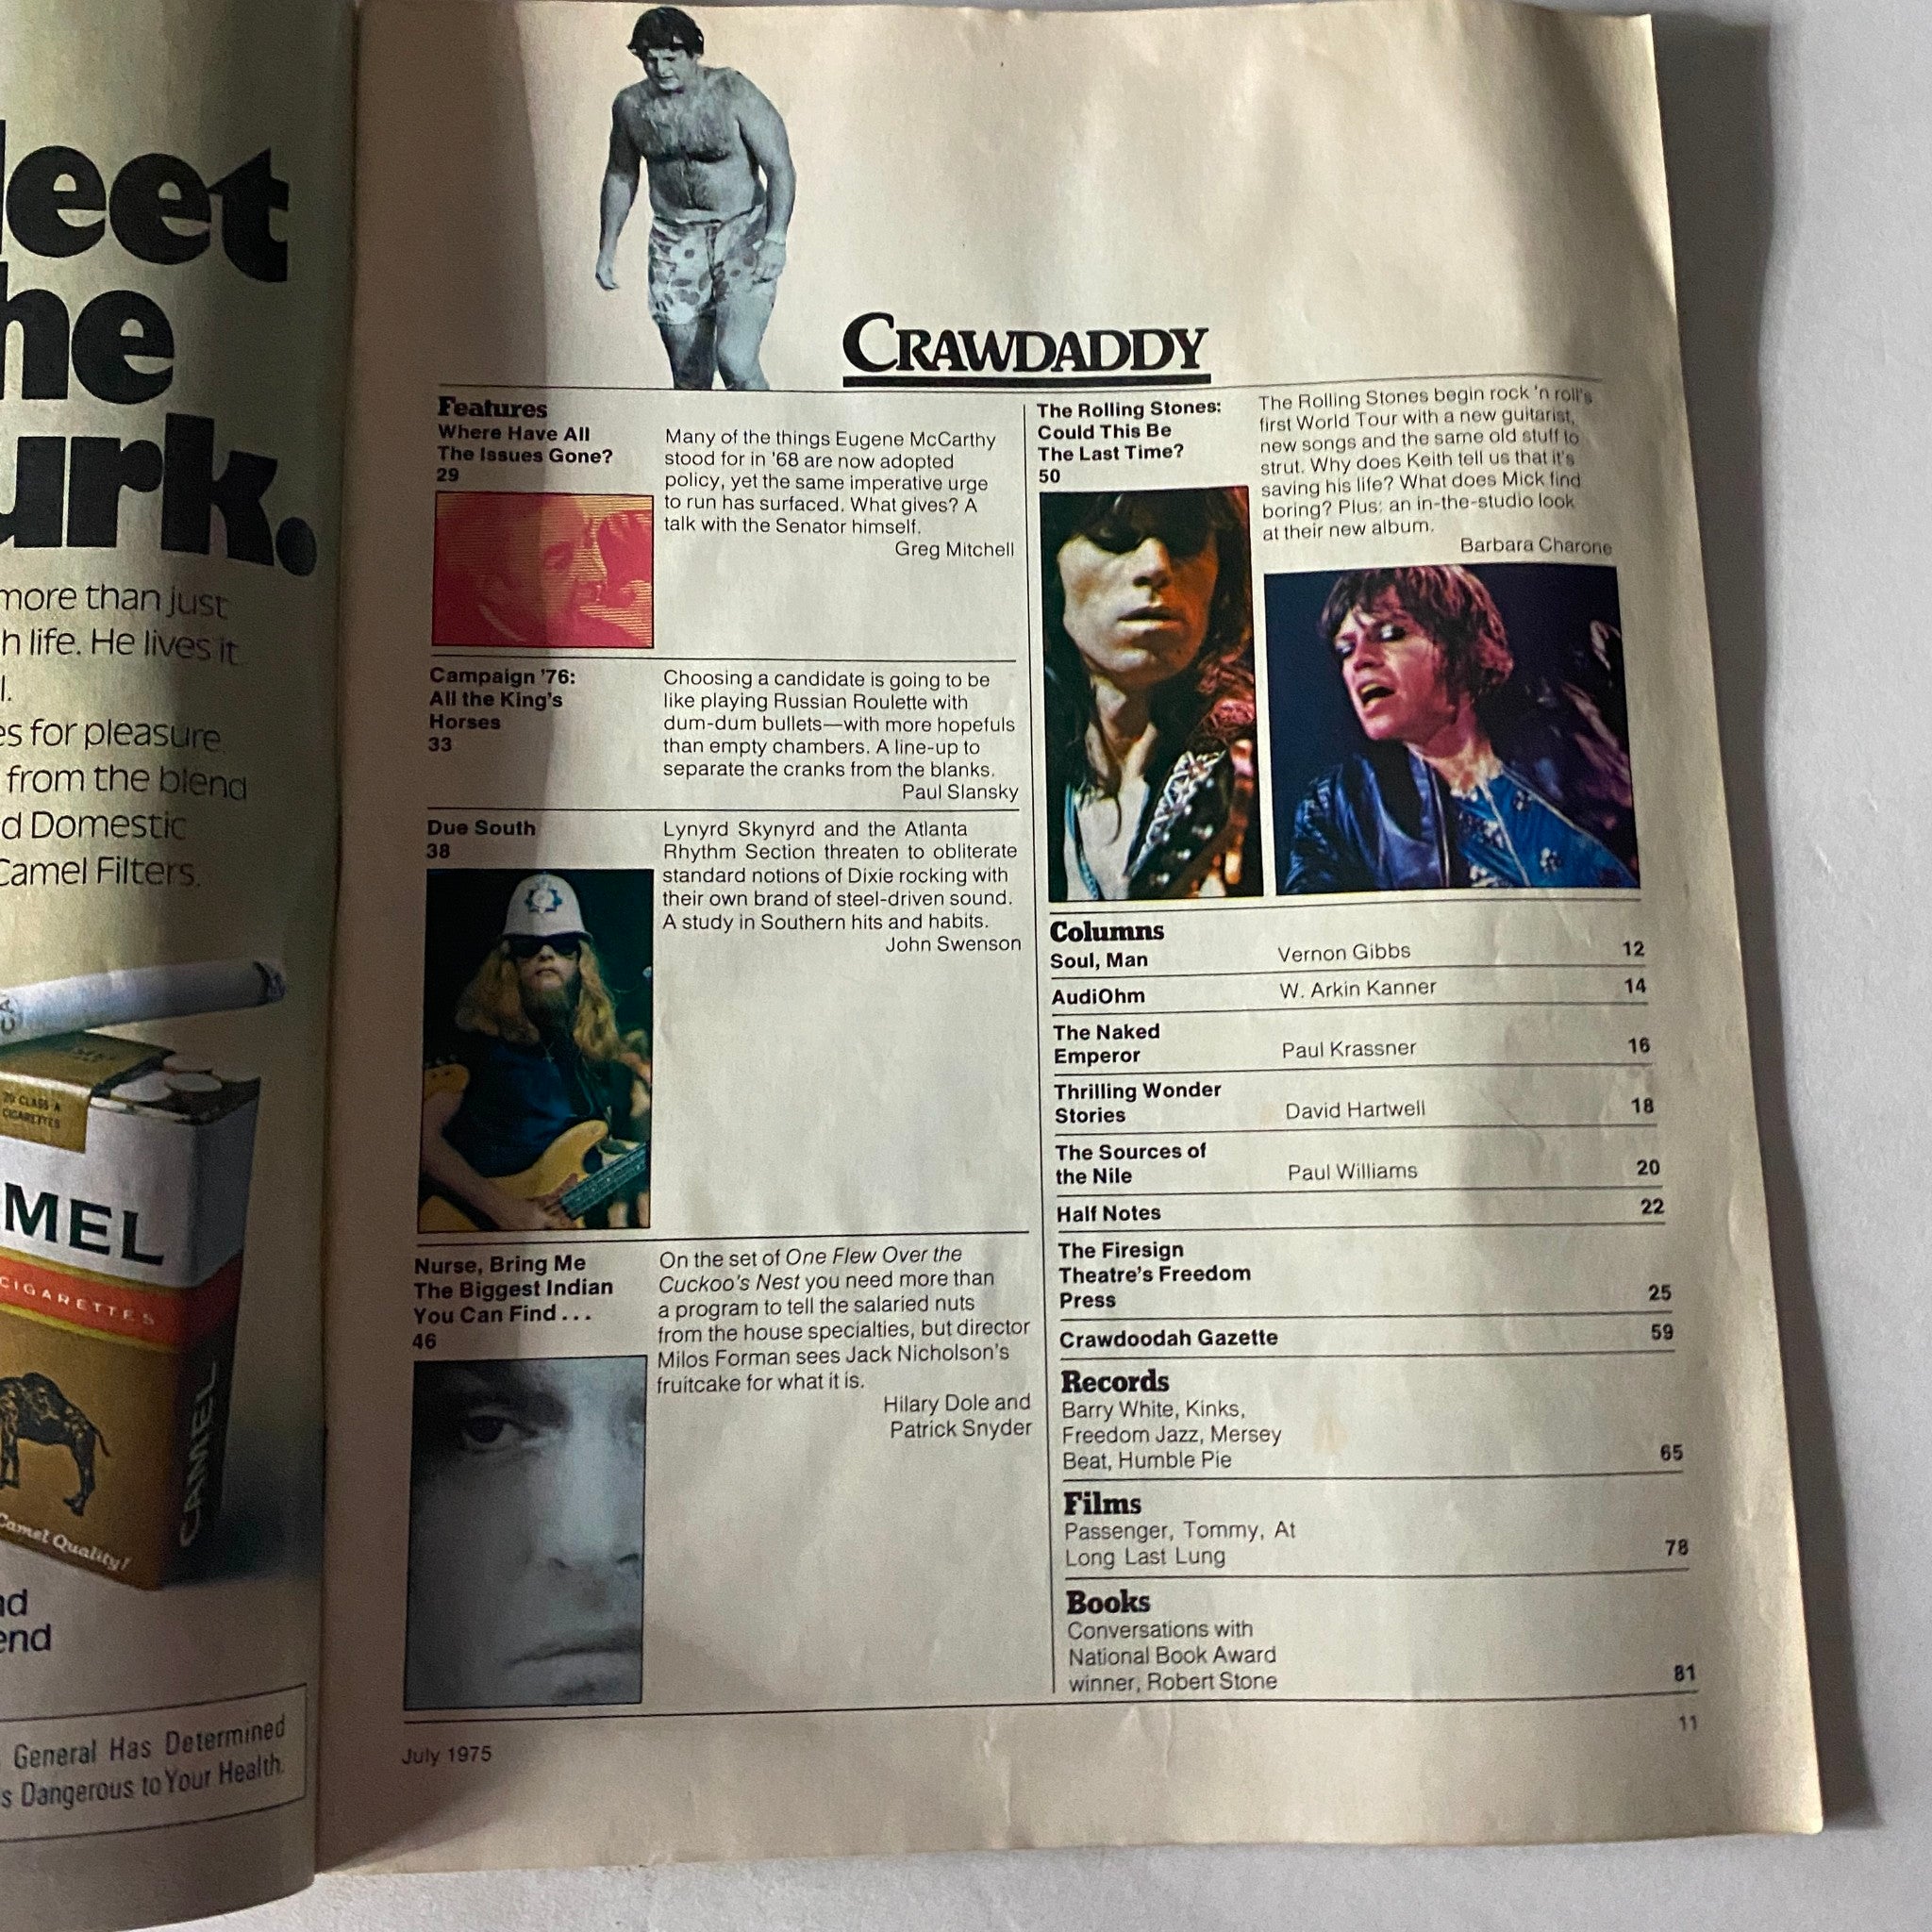 eet
he
urk.
more than just
h life. He lives it
l.
es for pleasure.
from the blend
d Domestic
Camel Filters.
20 CLASS A
CIGARETTES
MEL
CIGARETTES
CAMEL
Camel Quality!
nd
end
General Has Determined
s Dangerous to Your Health.
CRAWDADDY
Features
Where Have All
The Issues Gone?
29
Many of the things Eugene McCarthy
stood for in '68 are now adopted
policy, yet the same imperative urge
to run has surfaced. What gives? A
talk with the Senator himself.
Greg Mitchell
Campaign '76:
All the King's
Horses
33
Choosing a candidate is going to be
like playing Russian Roulette with
dum-dum bullets—with more hopefuls
than empty chambers. A line-up to
separate the cranks from the blanks.
Paul Slansky
Due South
38
Lynyrd Skynyrd and the Atlanta
Rhythm Section threaten to obliterate
standard notions of Dixie rocking with
their own brand of steel-driven sound.
A study in Southern hits and habits.
John Swenson
Nurse, Bring Me
The Biggest Indian
You Can Find . . .
46
On the set of One Flew Over the
Cuckoo's Nest you need more than
a program to tell the salaried nuts
from the house specialties, but director
Milos Forman sees Jack Nicholson's
fruitcake for what it is.
Hilary Dole and
Patrick Snyder
The Rolling Stones:
Could This Be
The Last Time?
50
The Rolling Stones begin rock 'n roll's
first World Tour with a new guitarist,
new songs and the same old stuff to
strut. Why does Keith tell us that it's
saving his life? What does Mick find
boring? Plus: an in-the-studio look
at their new album.
Barbara Charone
Columns
Soul, Man Vernon Gibbs 12
AudiOhm W. Arkin Kanner 14
The Naked
Emperor Paul Krassner 16
Thrilling Wonder
Stories David Hartwell 18
The Sources of
the Nile Paul Williams 20
Half Notes 22
The Firesign
Theatre's Freedom
Press 25
Crawdoodah Gazette 59
Records
Barry White, Kinks,
Freedom Jazz, Mersey
Beat, Humble Pie 65
Films
Passenger, Tommy, At
Long Last Lung 78
Books
Conversations with
National Book Award
winner, Robert Stone 81
July 1975
11